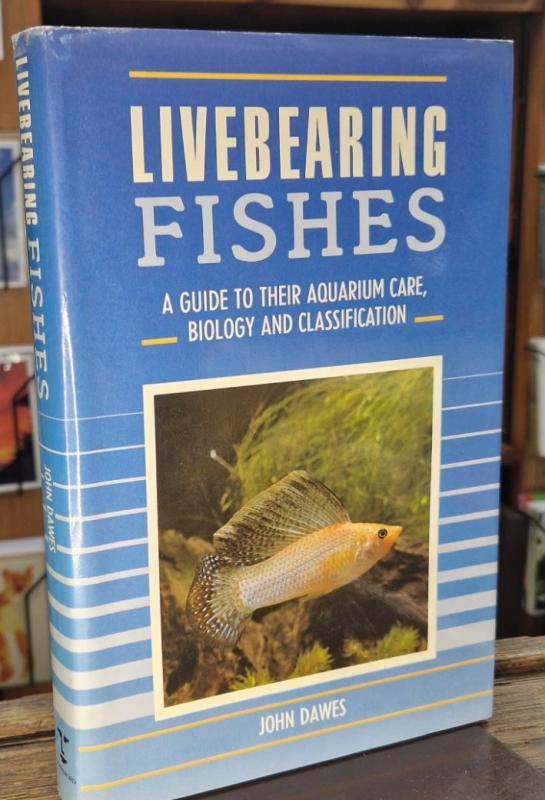 LIVEBEARING
FISHES
A GUIDE TO THEIR AQUARIUM CARE,
BIOLOGY AND CLASSIFICATION
JOHN DAWES
LIVEBEARING FISHES
JOHN DAWES